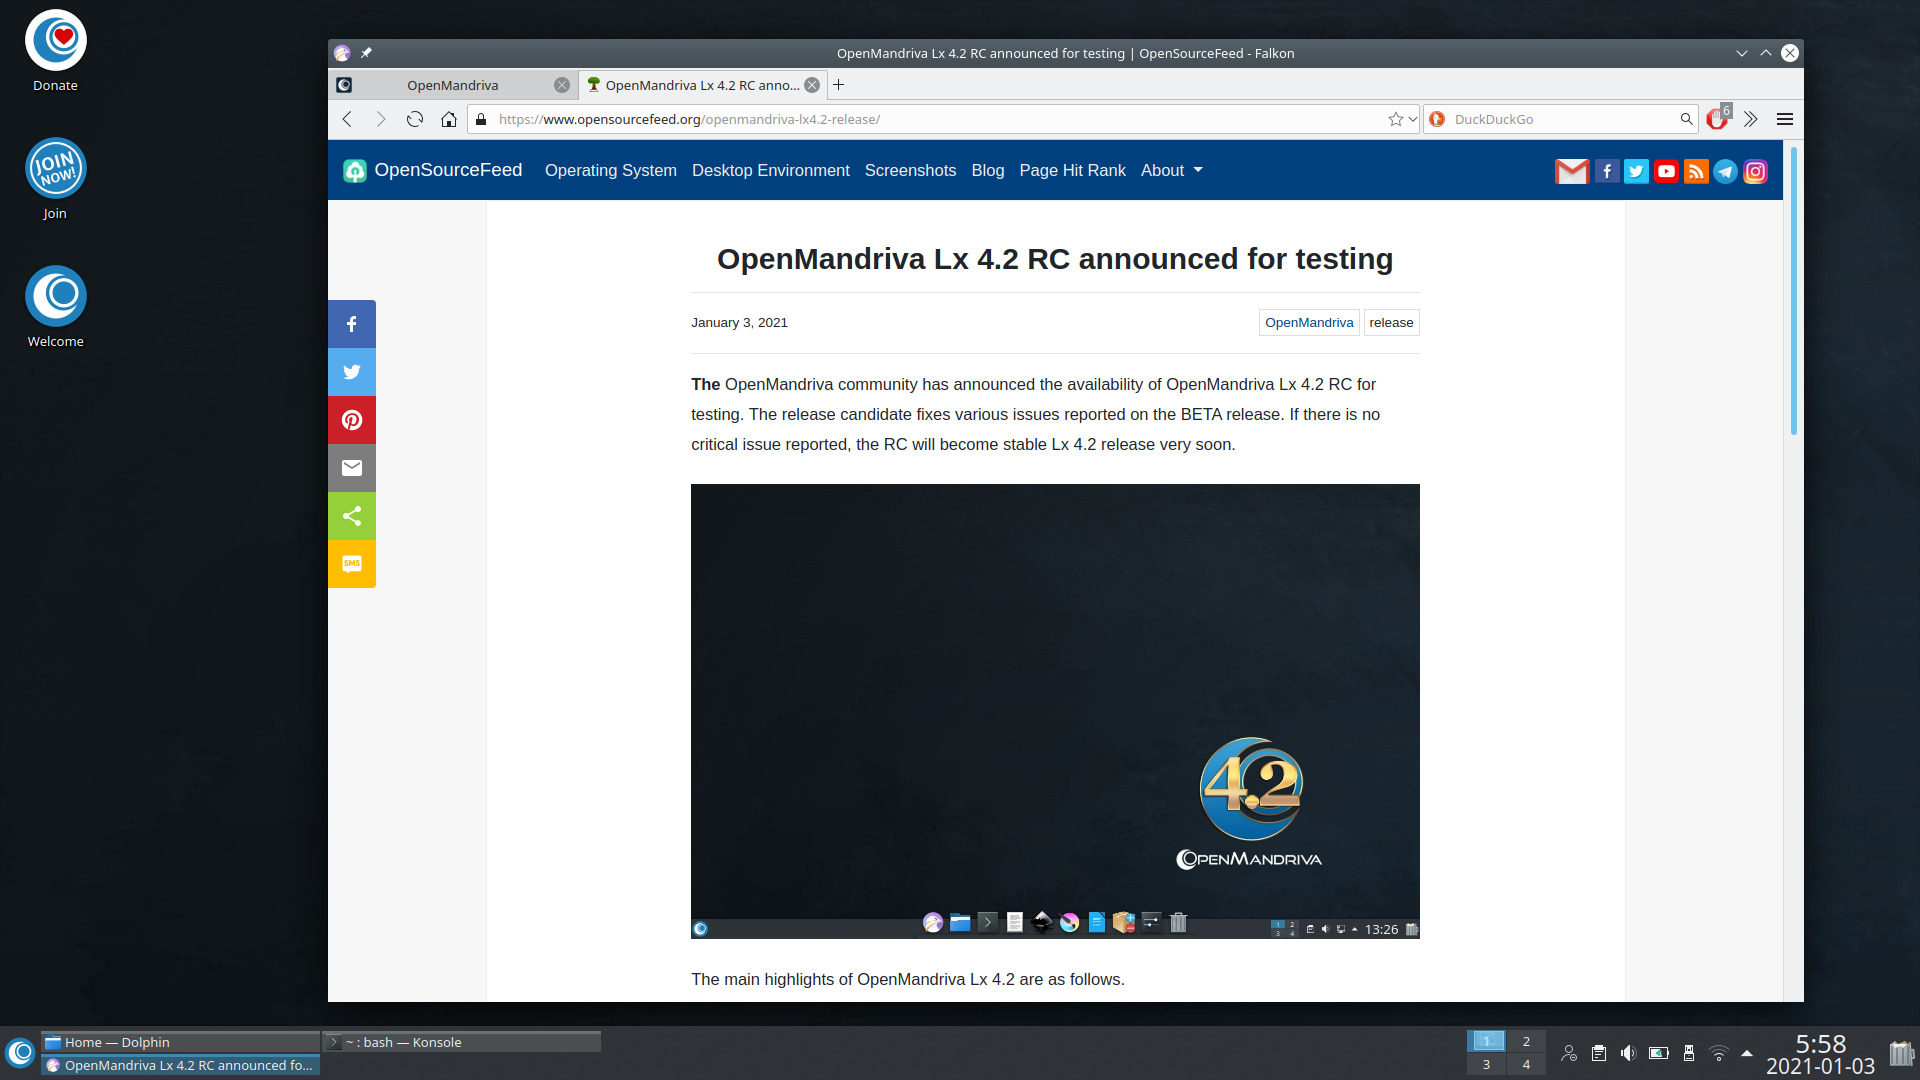 Donate
JOIN
NOW!
Join
Welcome
OpenMandriva Lx 4.2 RC announced for testing | OpenSourceFeed - Falkon
OpenMandriva
OpenMandriva Lx 4.2 RC anno...
https://www.opensourcefeed.org/openmandriva-lx4.2-release/
DuckDuckGo
6
OpenSourceFeed
Operating System
Desktop Environment
Screenshots
Blog
Page Hit Rank
About
OpenMandriva Lx 4.2 RC announced for testing
January 3, 2021
OpenMandriva
release
The OpenMandriva community has announced the availability of OpenMandriva Lx 4.2 RC for
testing. The release candidate fixes various issues reported on the BETA release. If there is no
critical issue reported, the RC will become stable Lx 4.2 release very soon.
SMS
4.2
OPENMANDRIVA
1 2
3 4
13:26
The main highlights of OpenMandriva Lx 4.2 are as follows.
Home — Dolphin
~ : bash — Konsole
OpenMandriva Lx 4.2 RC announced fo...
1 2
3 4
5:58
2021-01-03